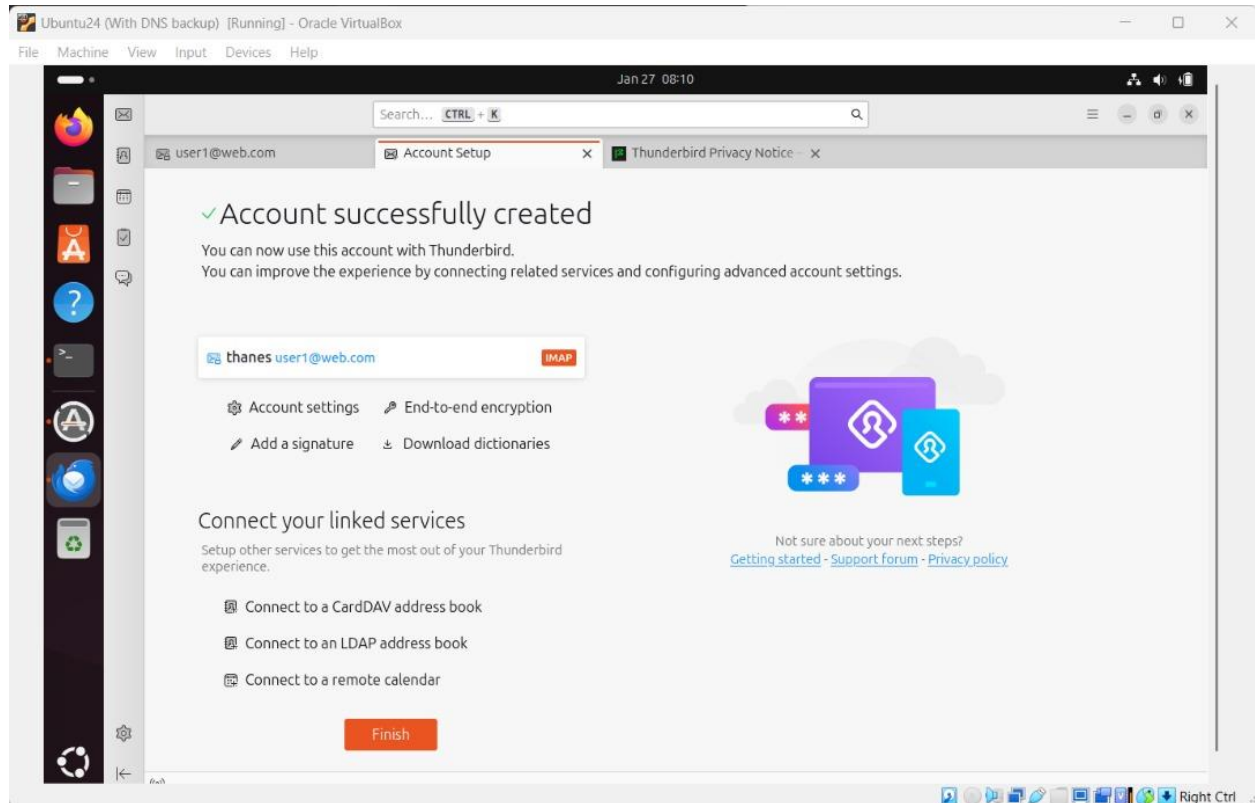 Ubuntu24 (With DNS backup) [Running] - Oracle VirtualBox
File Machine View Input Devices Help
Jan 27 08:10
Search... CTRL + K
user1@web.com
Account Setup
Thunderbird Privacy Notice –
Account successfully created
You can now use this account with Thunderbird.
You can improve the experience by connecting related services and configuring advanced account settings.
thanes user1@web.com IMAP
Account settings End-to-end encryption
Add a signature Download dictionaries
Connect your linked services
Setup other services to get the most out of your Thunderbird
experience.
Connect to a CardDAV address book
Connect to an LDAP address book
Connect to a remote calendar
Finish
Not sure about your next steps?
Getting started - Support forum - Privacy policy
Right Ctrl